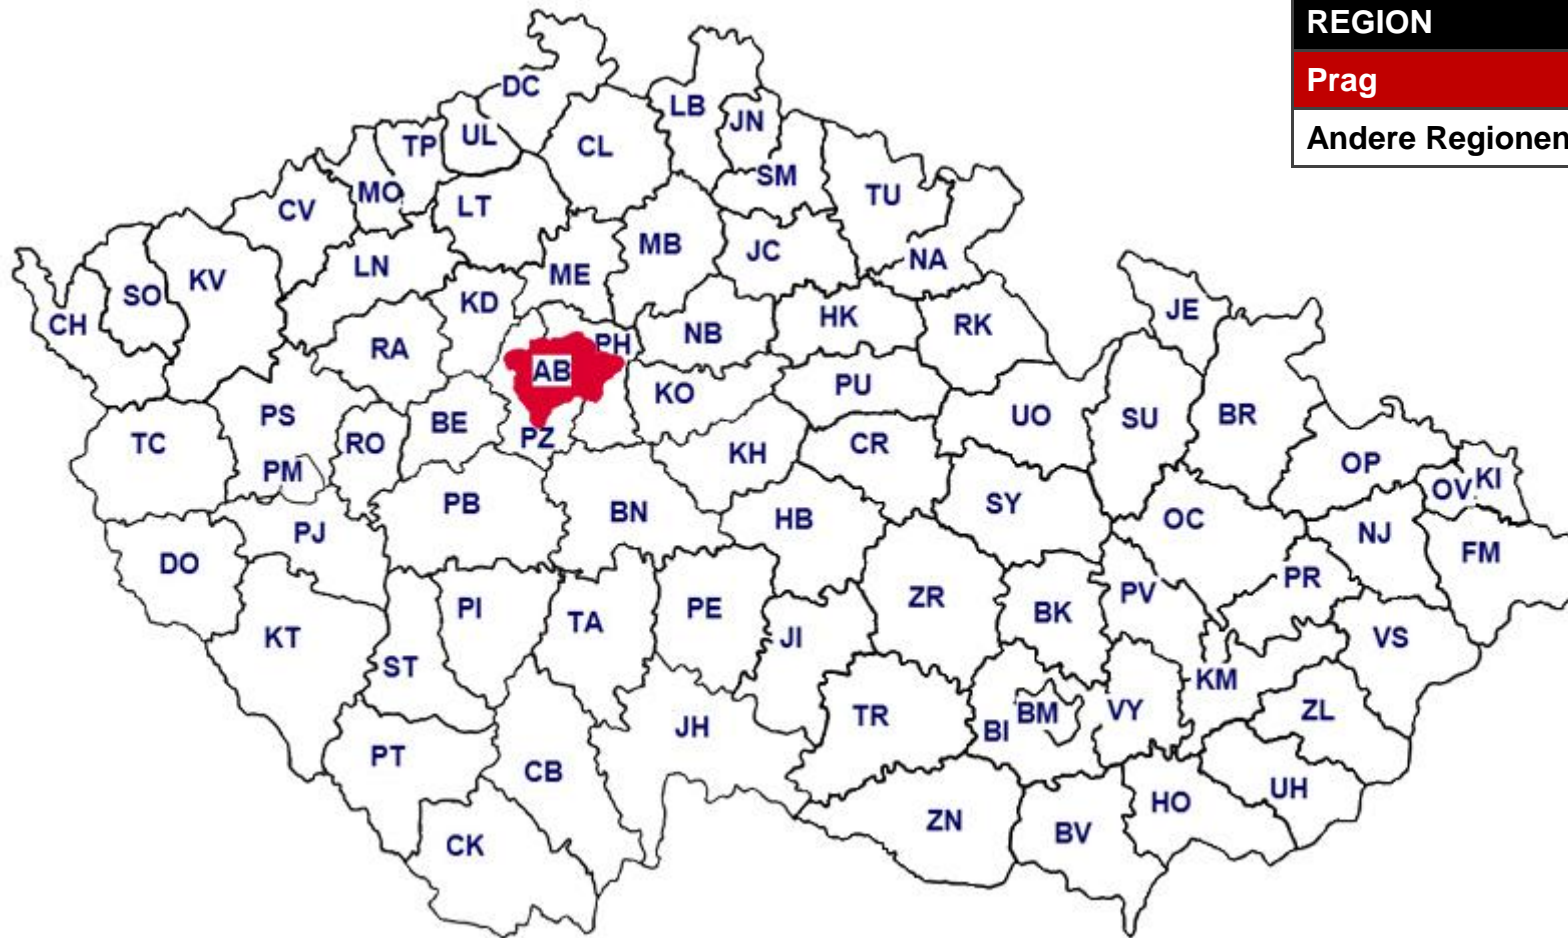 REGION
Prag
Andere Regionen
DC
LB
JN
UL
TP
CL
SM
MO
TU
CV
LT
MB
JC
NA
LN
ME
KV
SO
KD
JE
CH
HK
RK
NB
RA
PH
AB
PU
KO
PS
BE
UO
SU
BR
TC
RO
PZ
CR
KH
OP
PM
KI
OV
PB
BN
HB
SY
OC
PJ
NJ
DO
FM
PR
PV
ZR
PE
PI
BK
TA
KT
JI
VS
ST
KM
VY
BM
ZL
TR
JH
BI
PT
CB
UH
HO
ZN
BV
CK